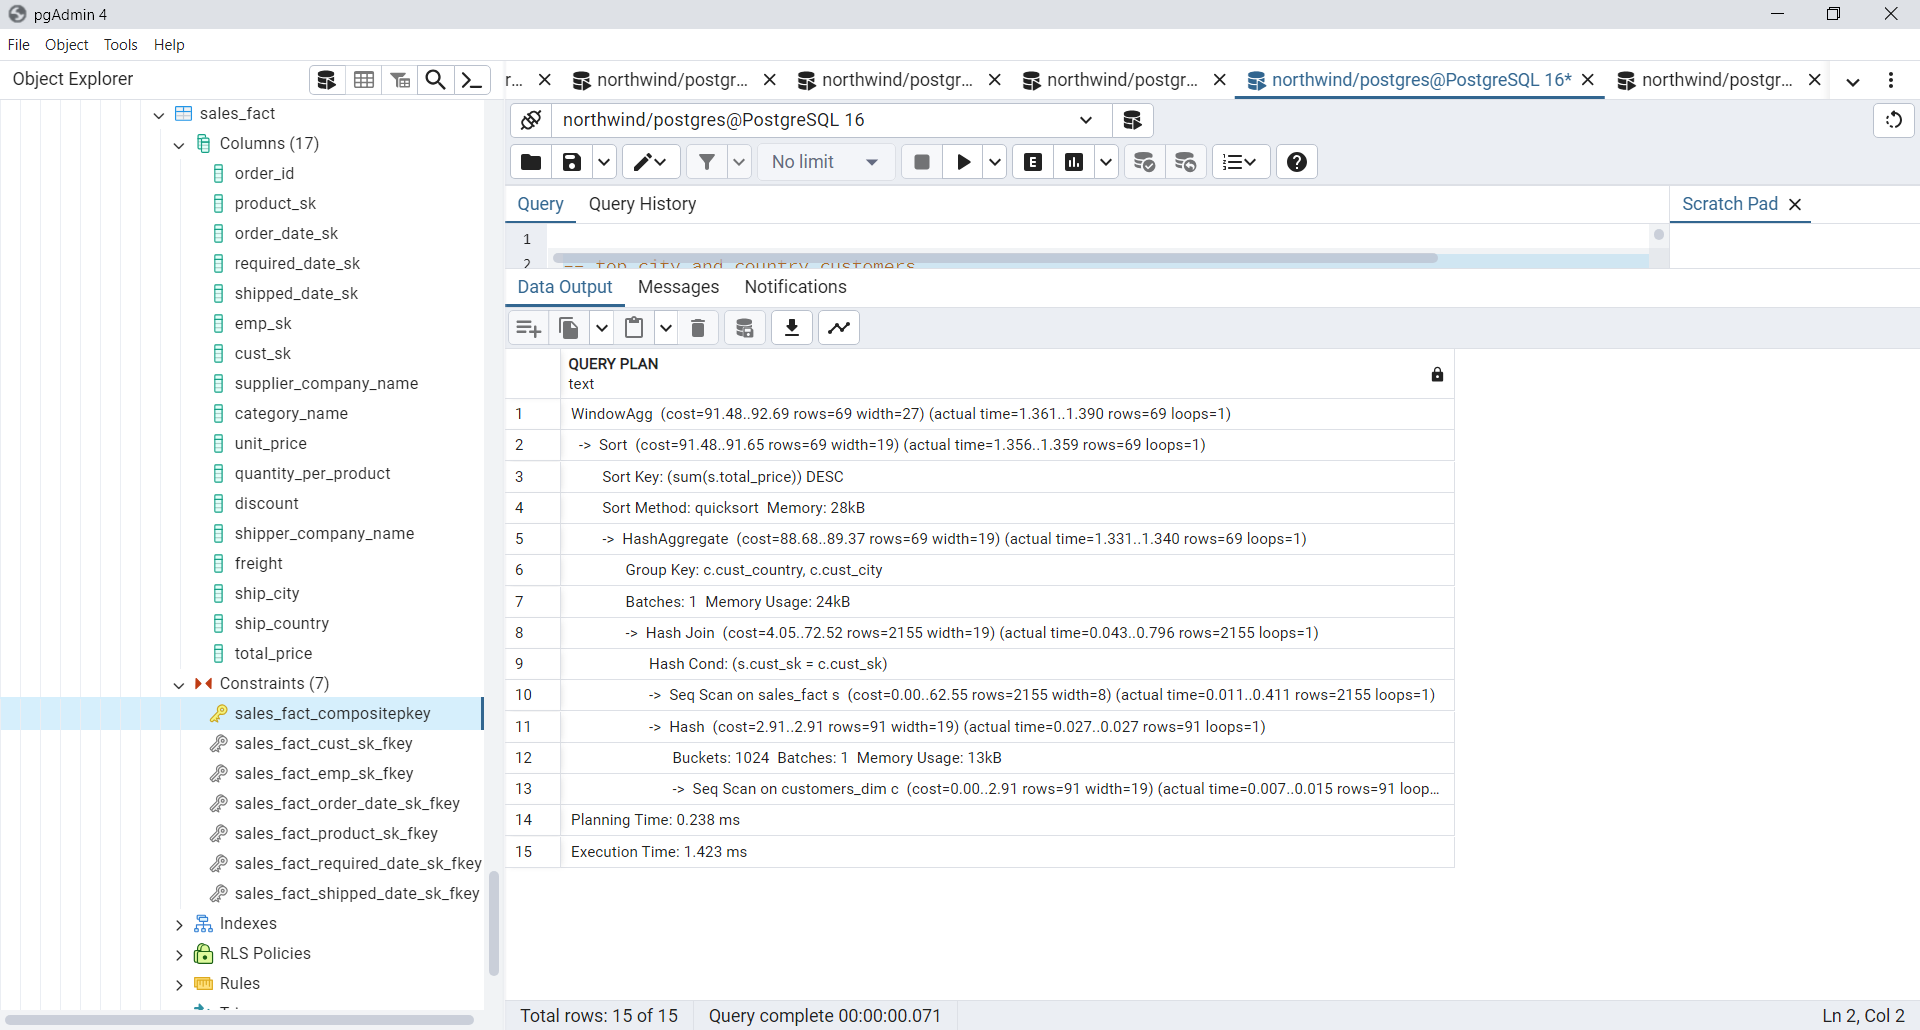 pgAdmin 4
File Object Tools Help
Object Explorer
sales_fact
Columns (17)
order_id
product_sk
order_date_sk
required_date_sk
shipped_date_sk
emp_sk
cust_sk
supplier_company_name
category_name
unit_price
quantity_per_product
discount
shipper_company_name
freight
ship_city
ship_country
total_price
Constraints (7)
sales_fact_compositepkey
sales_fact_cust_sk_fkey
sales_fact_emp_sk_fkey
sales_fact_order_date_sk_fkey
sales_fact_product_sk_fkey
sales_fact_required_date_sk_fkey
sales_fact_shipped_date_sk_fkey
Indexes
RLS Policies
Rules
r... northwind/postgr... northwind/postgr... northwind/postgr... northwind/postgres@PostgreSQL 16* northwind/postgr...
northwind/postgres@PostgreSQL 16
No limit E
Query Query History Scratch Pad
1
2 -- top city and country customers
Data Output Messages Notifications
QUERY PLAN
text
1 WindowAgg (cost=91.48..92.69 rows=69 width=27) (actual time=1.361..1.390 rows=69 loops=1)
2 -> Sort (cost=91.48..91.65 rows=69 width=19) (actual time=1.356..1.359 rows=69 loops=1)
3 Sort Key: (sum(s.total_price)) DESC
4 Sort Method: quicksort Memory: 28kB
5 -> HashAggregate (cost=88.68..89.37 rows=69 width=19) (actual time=1.331..1.340 rows=69 loops=1)
6 Group Key: c.cust_country, c.cust_city
7 Batches: 1 Memory Usage: 24kB
8 -> Hash Join (cost=4.05..72.52 rows=2155 width=19) (actual time=0.043..0.796 rows=2155 loops=1)
9 Hash Cond: (s.cust_sk = c.cust_sk)
10 -> Seq Scan on sales_fact s (cost=0.00..62.55 rows=2155 width=8) (actual time=0.011..0.411 rows=2155 loops=1)
11 -> Hash (cost=2.91..2.91 rows=91 width=19) (actual time=0.027..0.027 rows=91 loops=1)
12 Buckets: 1024 Batches: 1 Memory Usage: 13kB
13 -> Seq Scan on customers_dim c (cost=0.00..2.91 rows=91 width=19) (actual time=0.007..0.015 rows=91 loop...
14 Planning Time: 0.238 ms
15 Execution Time: 1.423 ms
Total rows: 15 of 15 Query complete 00:00:00.071 Ln 2, Col 2